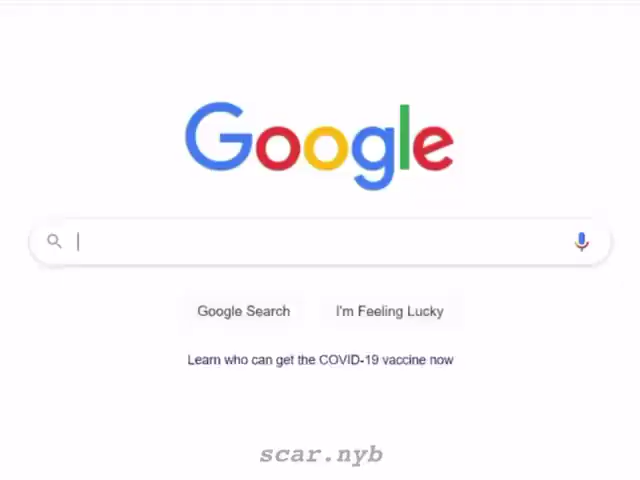 Google
Google Search I'm Feeling Lucky
Learn who can get the COVID-19 vaccine now
scar.nyb